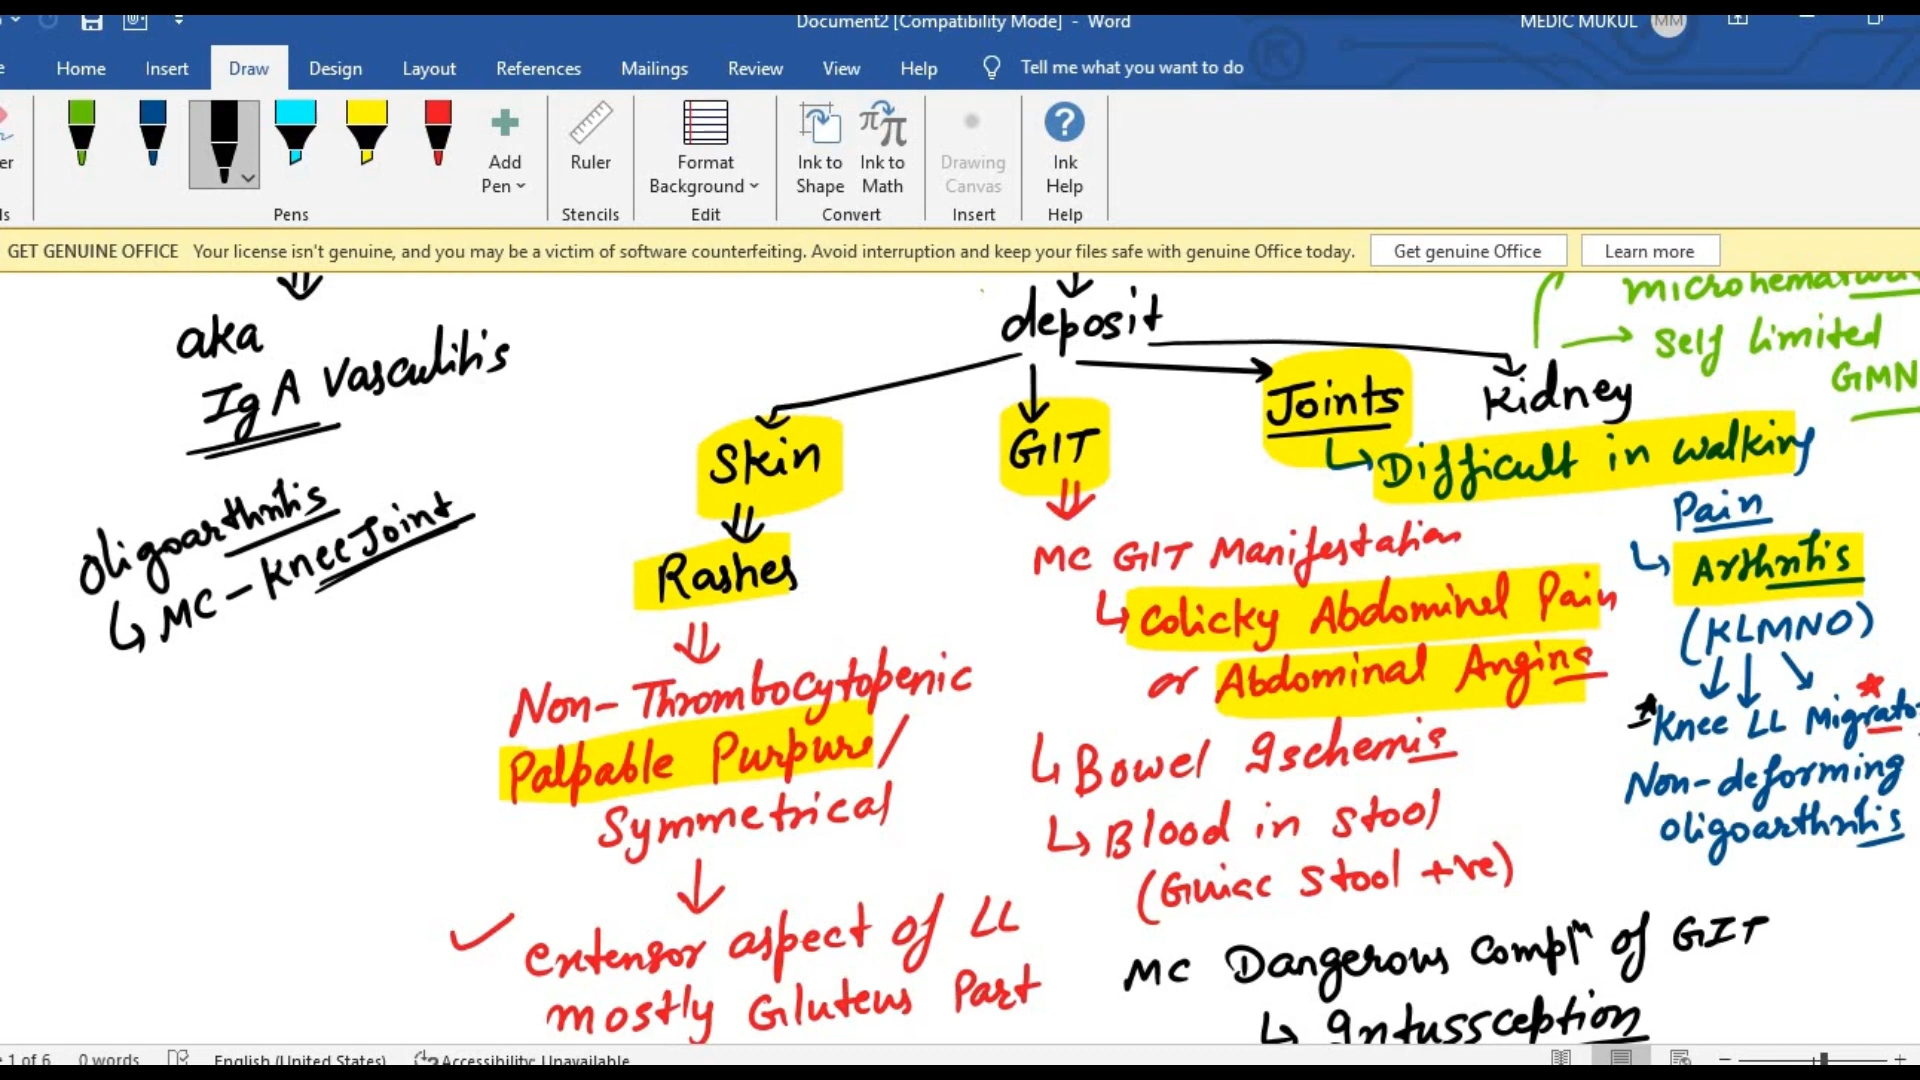 Document2 [Compatibility Mode] - Word
MEDIC MUKUL
MM
Home Insert Draw Design Layout References Mailings Review View Help Tell me what you want to do
Add Pen
Ruler
Format Background
Ink to Shape
Ink to Math
Drawing Canvas
Ink Help
Pens Stencils Edit Convert Insert Help
GET GENUINE OFFICE Your license isn't genuine, and you may be a victim of software counterfeiting. Avoid interruption and keep your files safe with genuine Office today. Get genuine Office Learn more
aka
IgA Vasculitis
Oligoarthritis
MC - Knee Joint
deposit
Skin
Rashes
Non-Thrombocytopenic
Palpable Purpura/
Symmetrical
extensor aspect of LL
mostly Gluteus Part
GIT
MC GIT Manifestation
Colicky Abdominal Pain
or Abdominal Angina
Bowel Ischemia
Blood in stool
(Guiac Stool +ve)
MC Dangerous compln of GIT
Intussception
Joints
Difficult in walking
Pain
Arthritis
(KLMNO)
Knee LL
Non-deforming
oligoarthritis
Kidney
Self limited
GMN
1 of 6 0 words English (United States) Accessibility: Unavailable